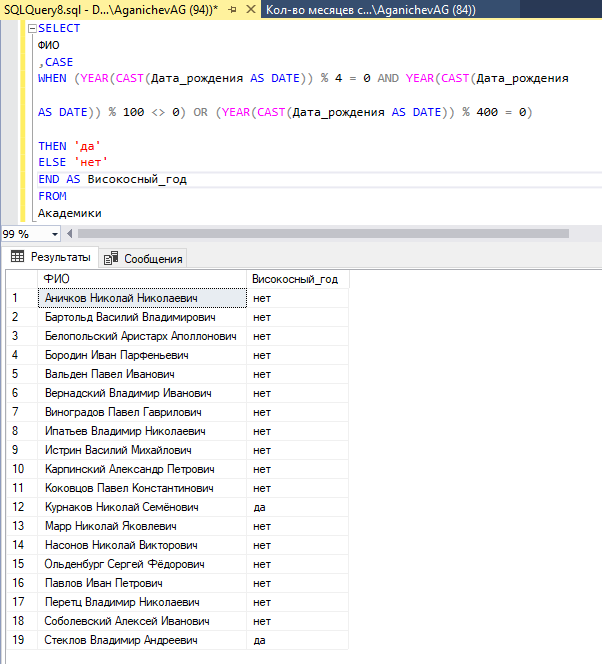 SQLQuery8.sql - D...\AganichevAG (94))* Кол-во месяцев с...\AganichevAG (84))
SELECT
ФИО
,CASE
WHEN (YEAR(CAST(Дата_рождения AS DATE)) % 4 = 0 AND YEAR(CAST(Дата_рождения
AS DATE)) % 100 <> 0) OR (YEAR(CAST(Дата_рождения AS DATE)) % 400 = 0)
THEN 'да'
ELSE 'нет'
END AS Високосный_год
FROM
Академики
99 %
Результаты Сообщения
ФИО Високосный_год
1 Аничков Николай Николаевич нет
2 Бартольд Василий Владимирович нет
3 Белопольский Аристарх Аполлонович нет
4 Бородин Иван Парфеньевич нет
5 Вальден Павел Иванович нет
6 Вернадский Владимир Иванович нет
7 Виноградов Павел Гаврилович нет
8 Ипатьев Владимир Николаевич нет
9 Истрин Василий Михайлович нет
10 Карпинский Александр Петрович нет
11 Коковцов Павел Константинович нет
12 Курнаков Николай Семёнович да
13 Марр Николай Яковлевич нет
14 Насонов Николай Викторович нет
15 Ольденбург Сергей Фёдорович нет
16 Павлов Иван Петрович нет
17 Перетц Владимир Николаевич нет
18 Соболевский Алексей Иванович нет
19 Стеклов Владимир Андреевич да